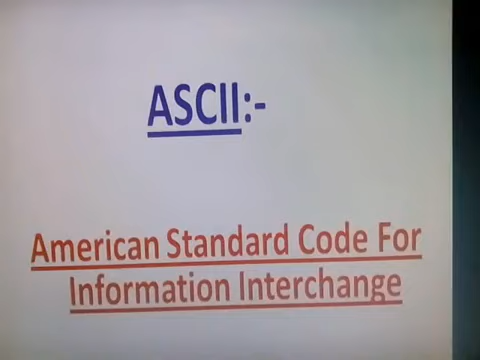 ASCII:-
American Standard Code For
Information Interchange